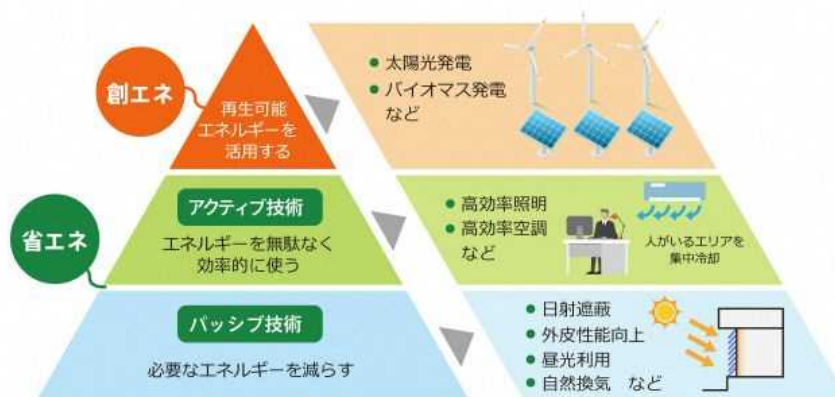 創エネ
再生可能
エネルギーを
活用する
● 太陽光発電
● バイオマス発電
など
省エネ
アクティブ技術
エネルギーを無駄なく
効率的に使う
● 高効率照明
● 高効率空調
など
人がいるエリアを
集中冷却
パッシブ技術
必要なエネルギーを減らす
● 日射遮蔽
● 外皮性能向上
● 昼光利用
● 自然換気 など